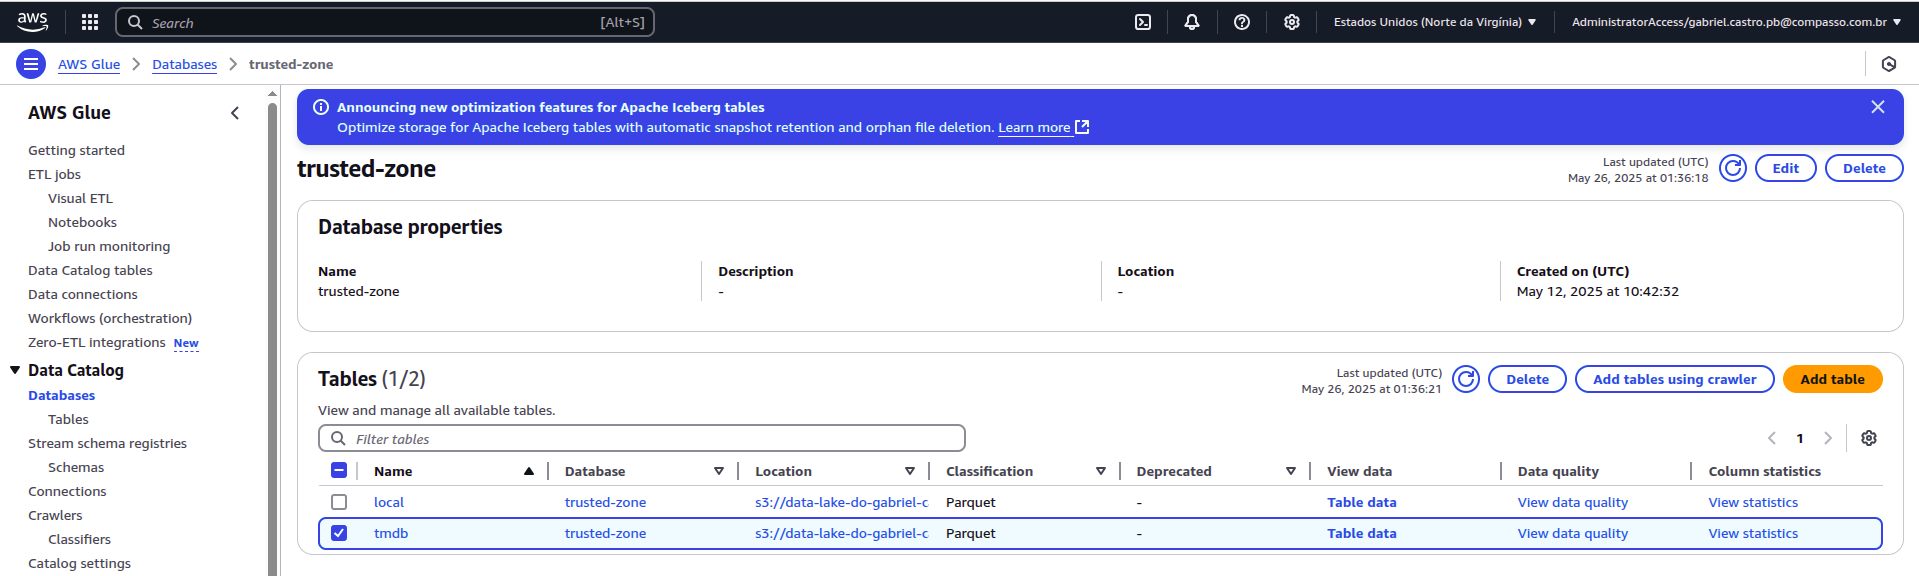 aws
Search [Alt+S]
Estados Unidos (Norte da Virgínia)
AdministratorAccess/gabriel.castro.pb@compasso.com.br
AWS Glue > Databases > trusted-zone
AWS Glue
Getting started
ETL jobs
Visual ETL
Notebooks
Job run monitoring
Data Catalog tables
Data connections
Workflows (orchestration)
Zero-ETL integrations New
Data Catalog
Databases
Tables
Stream schema registries
Schemas
Connections
Crawlers
Classifiers
Catalog settings
Announcing new optimization features for Apache Iceberg tables
Optimize storage for Apache Iceberg tables with automatic snapshot retention and orphan file deletion. Learn more
trusted-zone
Last updated (UTC)
May 26, 2025 at 01:36:18
Edit
Delete
Database properties
Name
trusted-zone
Description
-
Location
-
Created on (UTC)
May 12, 2025 at 10:42:32
Tables (1/2)
Last updated (UTC)
May 26, 2025 at 01:36:21
Delete
Add tables using crawler
Add table
View and manage all available tables.
Filter tables
1
Name Database Location Classification Deprecated View data Data quality Column statistics
local trusted-zone s3://data-lake-do-gabriel-c Parquet - Table data View data quality View statistics
tmdb trusted-zone s3://data-lake-do-gabriel-c Parquet - Table data View data quality View statistics